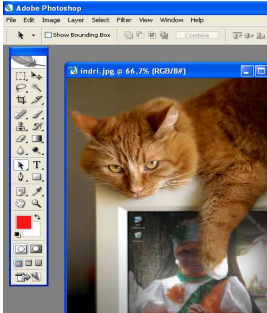 Adobe Photoshop
File Edit Image Layer Select Filter View Window Help
Show Bounding Box Combine
indri.jpg @ 66,7% (RGB/8#)
T